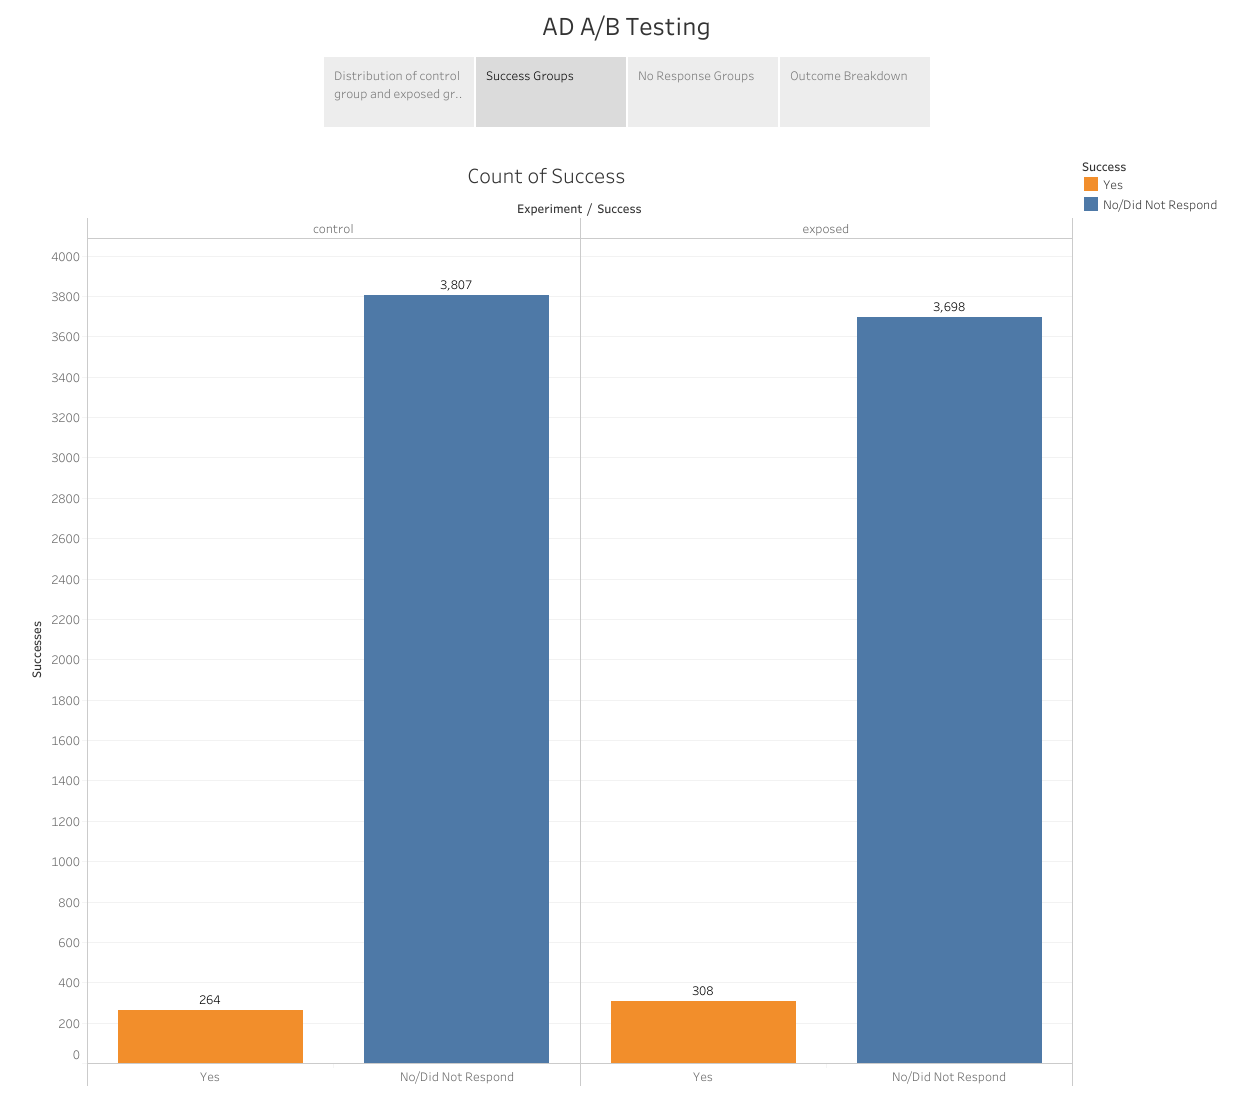 AD A/B Testing
Distribution of control
group and exposed gr..
Success Groups
No Response Groups
Outcome Breakdown
Count of Success
Success
Yes
No/Did Not Respond
Experiment / Success
control
exposed
4000
3800
3600
3400
3200
3000
2800
2600
2400
2200
2000
1800
1600
1400
1200
1000
800
600
400
200
0
Successes
264
3,807
308
3,698
Yes
No/Did Not Respond
Yes
No/Did Not Respond